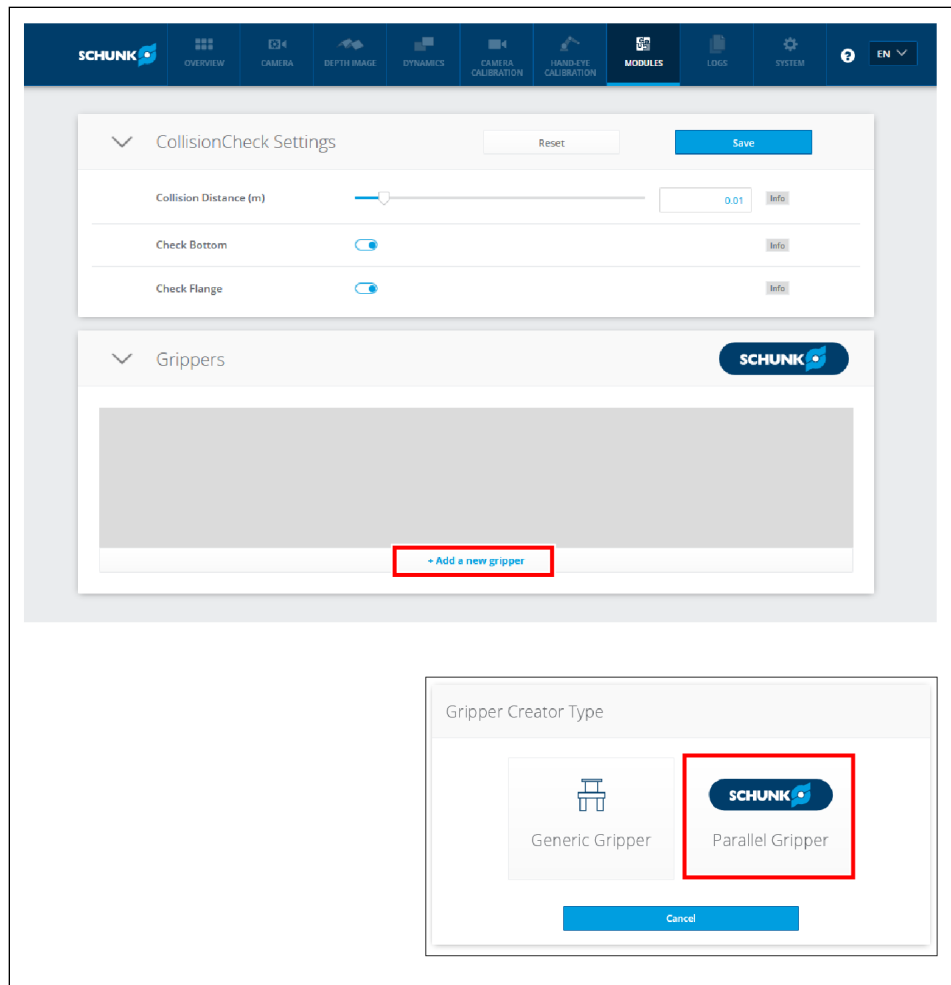 SCHUNK OVERVIEW CAMERA DEPTH IMAGE DYNAMICS CAMERA CALIBRATION HAND-EYE CALIBRATION MODULES LOGS SYSTEM ? EN
CollisionCheck Settings Reset Save
Collision Distance (m) 0.01 Info
Check Bottom Info
Check Flange Info
Grippers SCHUNK
+ Add a new gripper
Gripper Creator Type
SCHUNK
Generic Gripper Parallel Gripper
Cancel